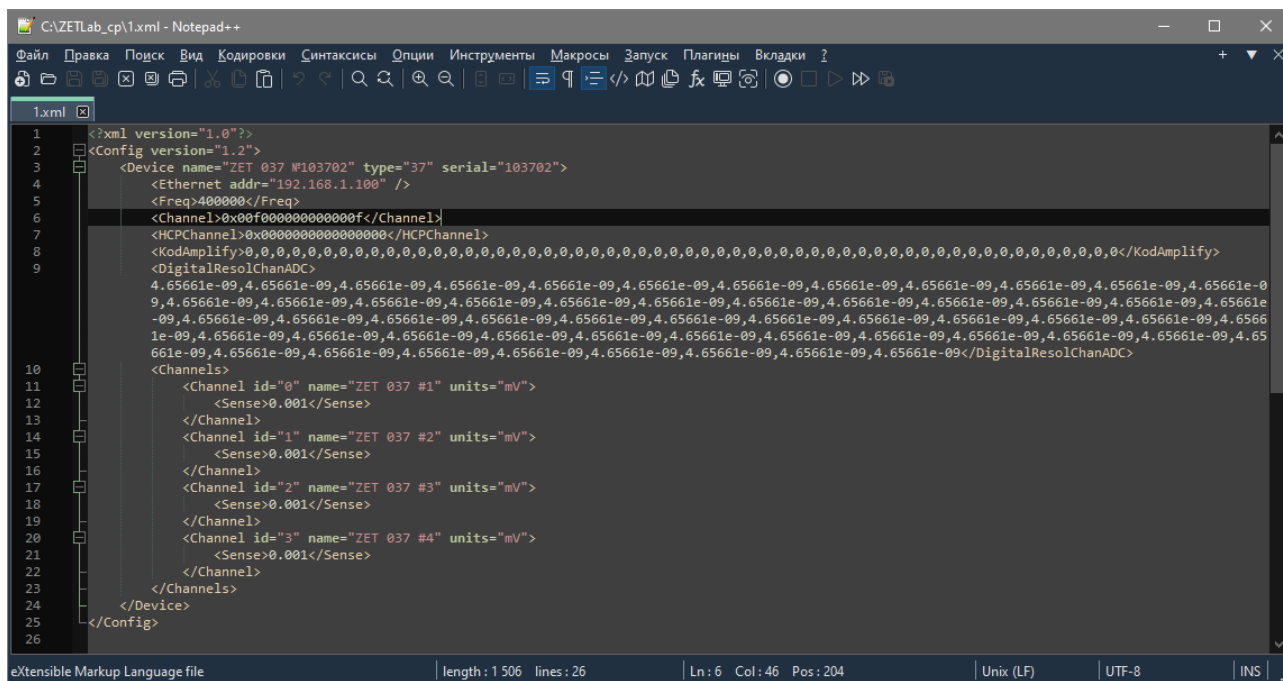 C:\ZETLab_cp\1.xml - Notepad++
Файл Правка Поиск Вид Кодировки Синтаксисы Опции Инструменты Макросы Запуск Плагины Вкладки ?
1.xml
1 <?xml version="1.0"?>
2 <Config version="1.2">
3 <Device name="ZET 037 №103702" type="37" serial="103702">
4 <Ethernet addr="192.168.1.100" />
5 <Freq>400000</Freq>
6 <Channel>0x00f000000000000f</Channel>
7 <HCPChannel>0x0000000000000000</HCPChannel>
8 <KodAmplify>0,0,0,0,0,0,0,0,0,0,0,0,0,0,0,0,0,0,0,0,0,0,0,0,0,0,0,0,0,0,0,0,0,0,0,0,0,0,0,0,0,0,0,0,0,0,0,0,0,0,0,0,0,0,0,0</KodAmplify>
9 <DigitalResolChanADC>
4.65661e-09,4.65661e-09,4.65661e-09,4.65661e-09,4.65661e-09,4.65661e-09,4.65661e-09,4.65661e-09,4.65661e-09,4.65661e-09,4.65661e-09,4.65661e-0
9,4.65661e-09,4.65661e-09,4.65661e-09,4.65661e-09,4.65661e-09,4.65661e-09,4.65661e-09,4.65661e-09,4.65661e-09,4.65661e-09,4.65661e-09,4.65661e
-09,4.65661e-09,4.65661e-09,4.65661e-09,4.65661e-09,4.65661e-09,4.65661e-09,4.65661e-09,4.65661e-09,4.65661e-09,4.65661e-09,4.65661e-09,4.6566
1e-09,4.65661e-09,4.65661e-09,4.65661e-09,4.65661e-09,4.65661e-09,4.65661e-09,4.65661e-09,4.65661e-09,4.65661e-09,4.65661e-09,4.65661e-09,4.65
661e-09,4.65661e-09,4.65661e-09,4.65661e-09,4.65661e-09,4.65661e-09,4.65661e-09,4.65661e-09,4.65661e-09</DigitalResolChanADC>
10 <Channels>
11 <Channel id="0" name="ZET 037 #1" units="mV">
12 <Sense>0.001</Sense>
13 </Channel>
14 <Channel id="1" name="ZET 037 #2" units="mV">
15 <Sense>0.001</Sense>
16 </Channel>
17 <Channel id="2" name="ZET 037 #3" units="mV">
18 <Sense>0.001</Sense>
19 </Channel>
20 <Channel id="3" name="ZET 037 #4" units="mV">
21 <Sense>0.001</Sense>
22 </Channel>
23 </Channels>
24 </Device>
25 </Config>
26
eXtensible Markup Language file length : 1 506 lines : 26 Ln : 6 Col : 46 Pos : 204 Unix (LF) UTF-8 INS